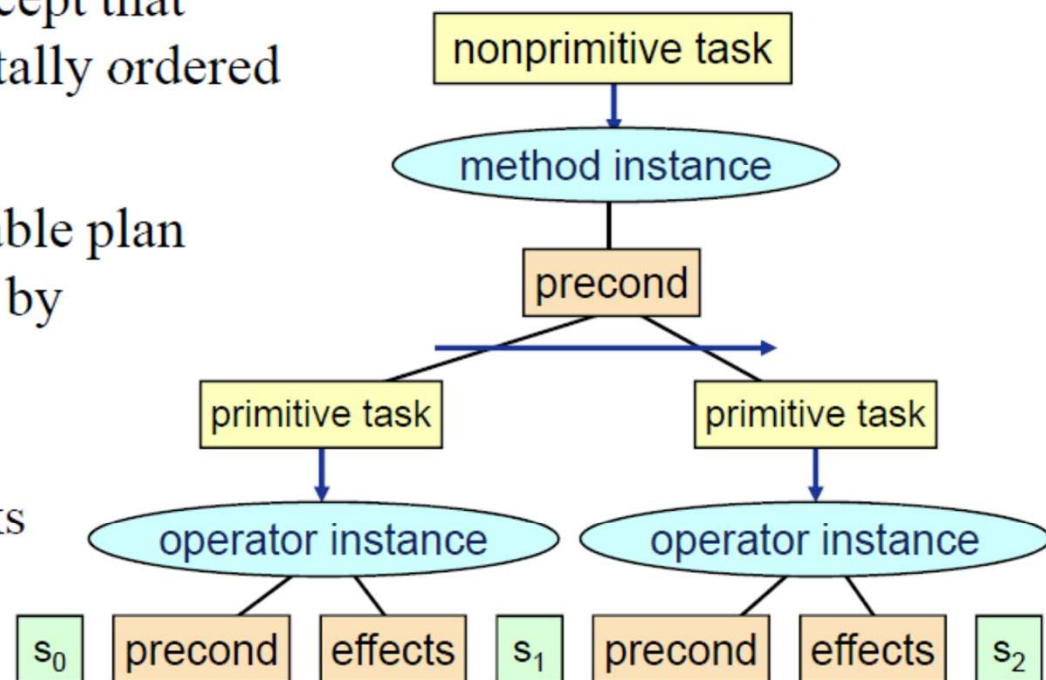 tally ordered
able plan
by
nonprimitive task
method instance
precond
primitive task primitive task
operator instance operator instance
s₀ precond effects s₁ precond effects s₂